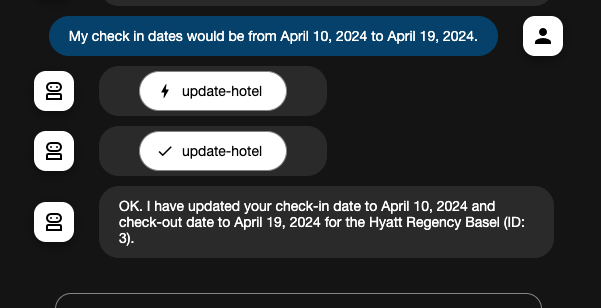 My check in dates would be from April 10, 2024 to April 19, 2024.
update-hotel
update-hotel
OK. I have updated your check-in date to April 10, 2024 and
check-out date to April 19, 2024 for the Hyatt Regency Basel (ID:
3).